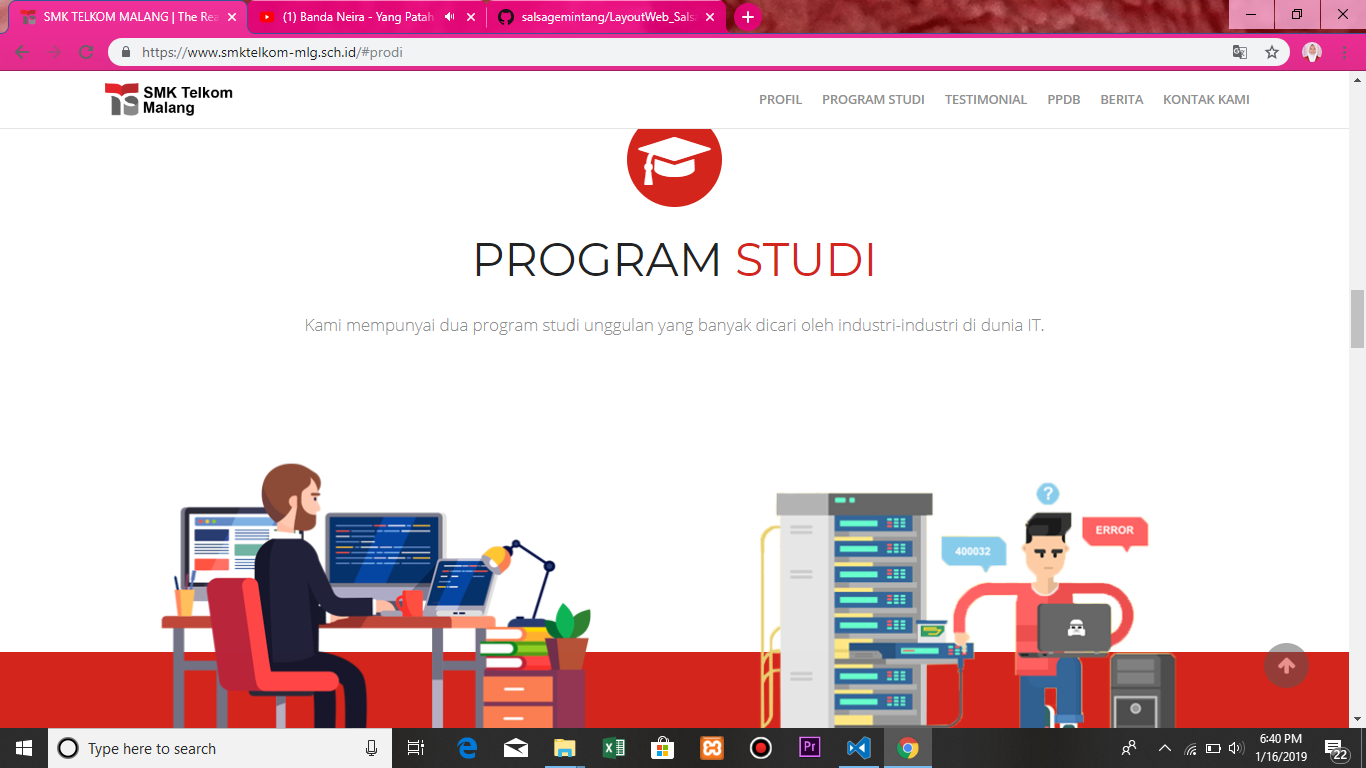 SMK TELKOM MALANG | The Rea
(1) Banda Neira - Yang Patah
salsagemintang/LayoutWeb_Sals
https://www.smktelkom-mlg.sch.id/#prodi
SMK Telkom
Malang
PROFIL PROGRAM STUDI TESTIMONIAL PPDB BERITA KONTAK KAMI
PROGRAM STUDI
Kami mempunyai dua program studi unggulan yang banyak dicari oleh industri-industri di dunia IT.
?
ERROR
400032
Type here to search
Pr
6:40 PM
1/16/2019
22